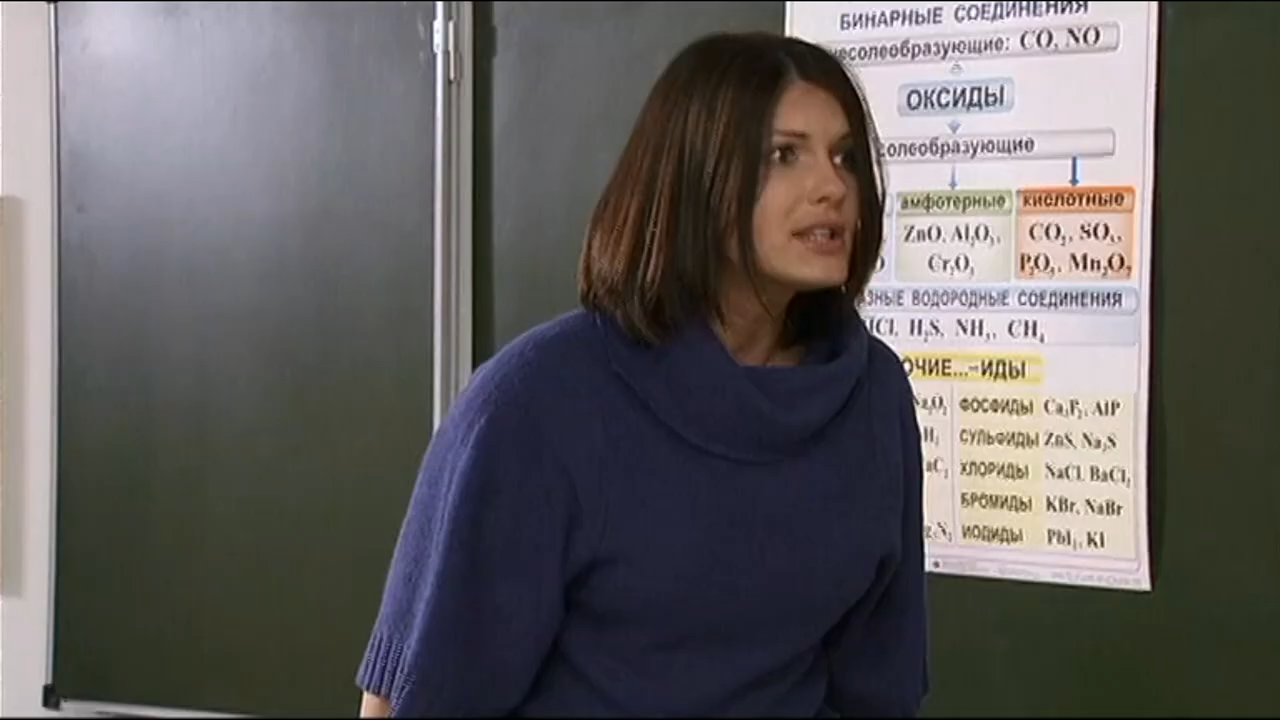 БИНАРНЫЕ СОЕДИНЕНИЯ
несолеобразующие: CO, NO
ОКСИДЫ
солеобразующие
амфотерные кислотные
ZnO, Al₂O₃, CO₂, SO₃,
Cr₂O₃ P₂O₅, Mn₂O₇
ВОДОРОДНЫЕ СОЕДИНЕНИЯ
HCl, H₂S, NH₃, CH₄
ОЧИЕ...-ИДЫ
ФОСФИДЫ Ca₃P₂, AlP
СУЛЬФИДЫ ZnS, Na₂S
ХЛОРИДЫ NaCl, BaCl₂
БРОМИДЫ KBr, NaBr
ИОДИДЫ PbI₂, KI